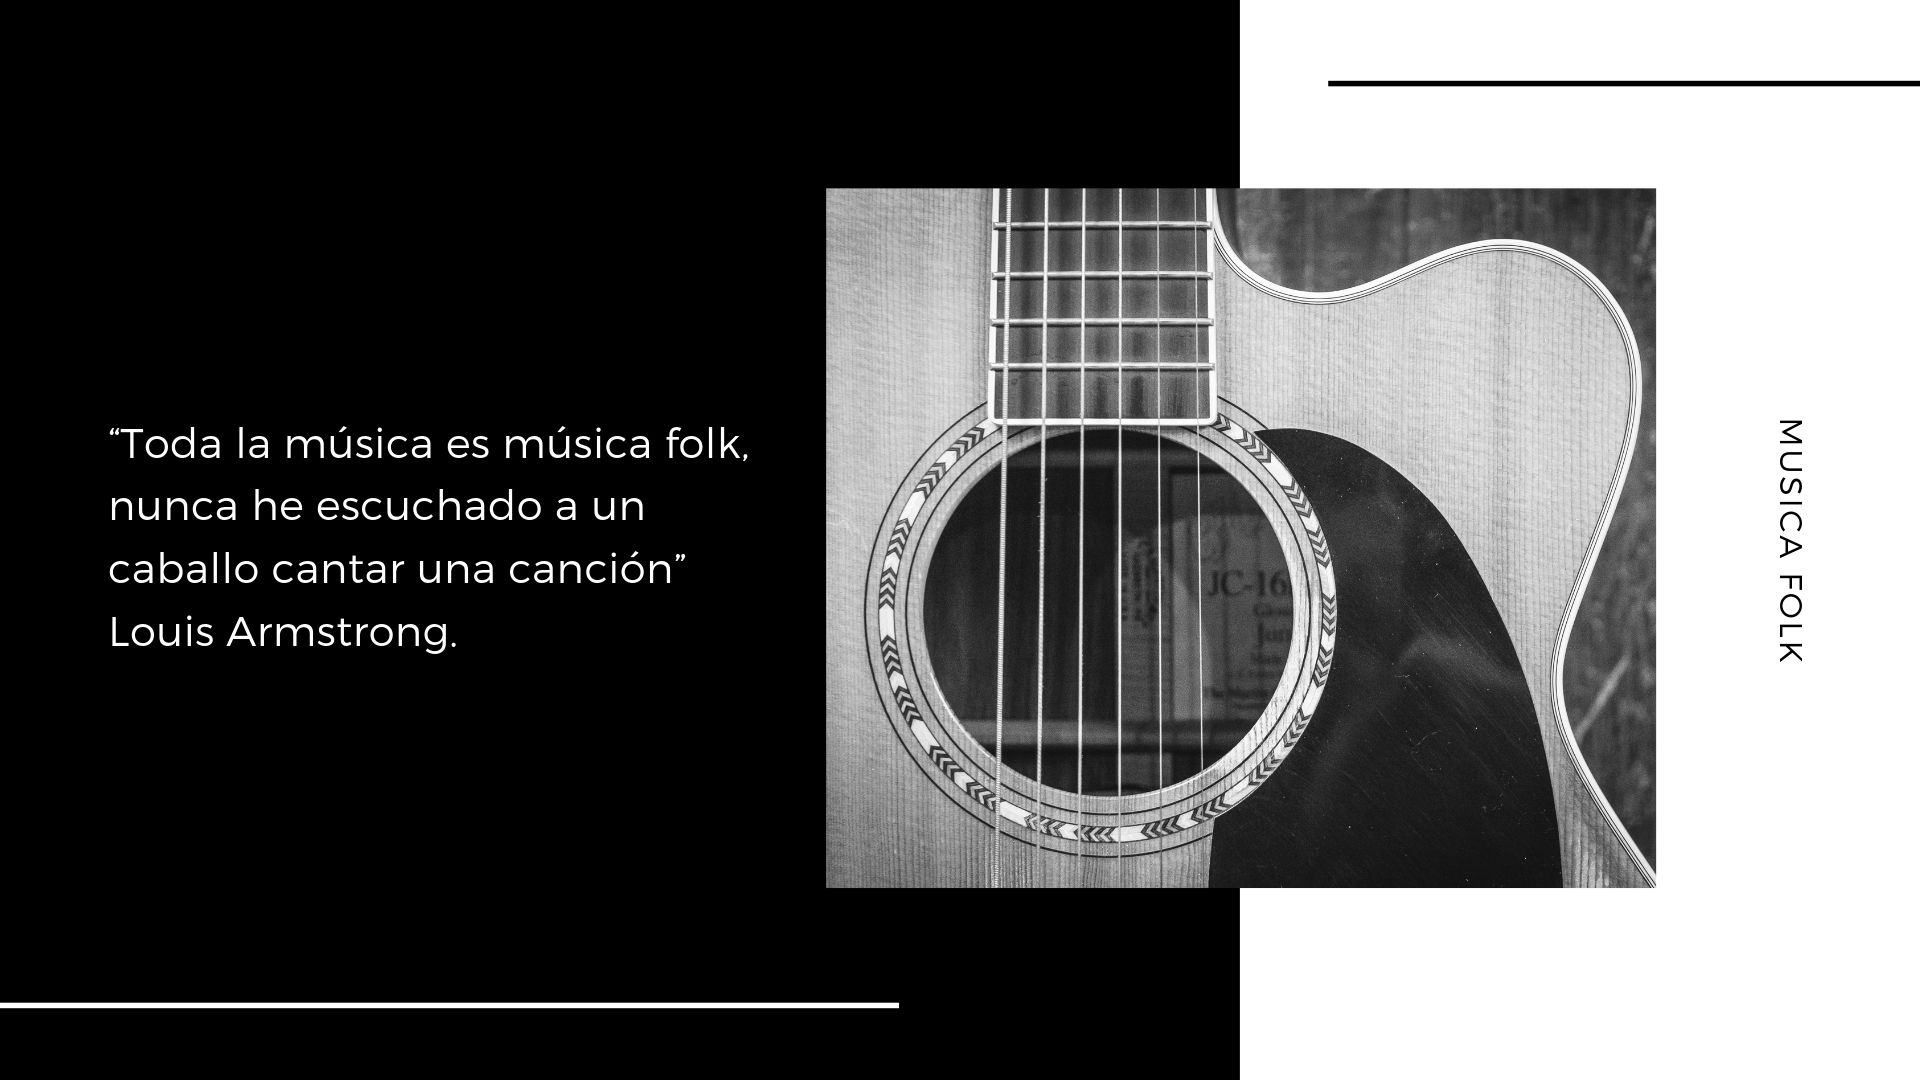 “Toda la música es música folk,
nunca he escuchado a un
caballo cantar una canción”
Louis Armstrong.
JC-16
MUSICA FOLK